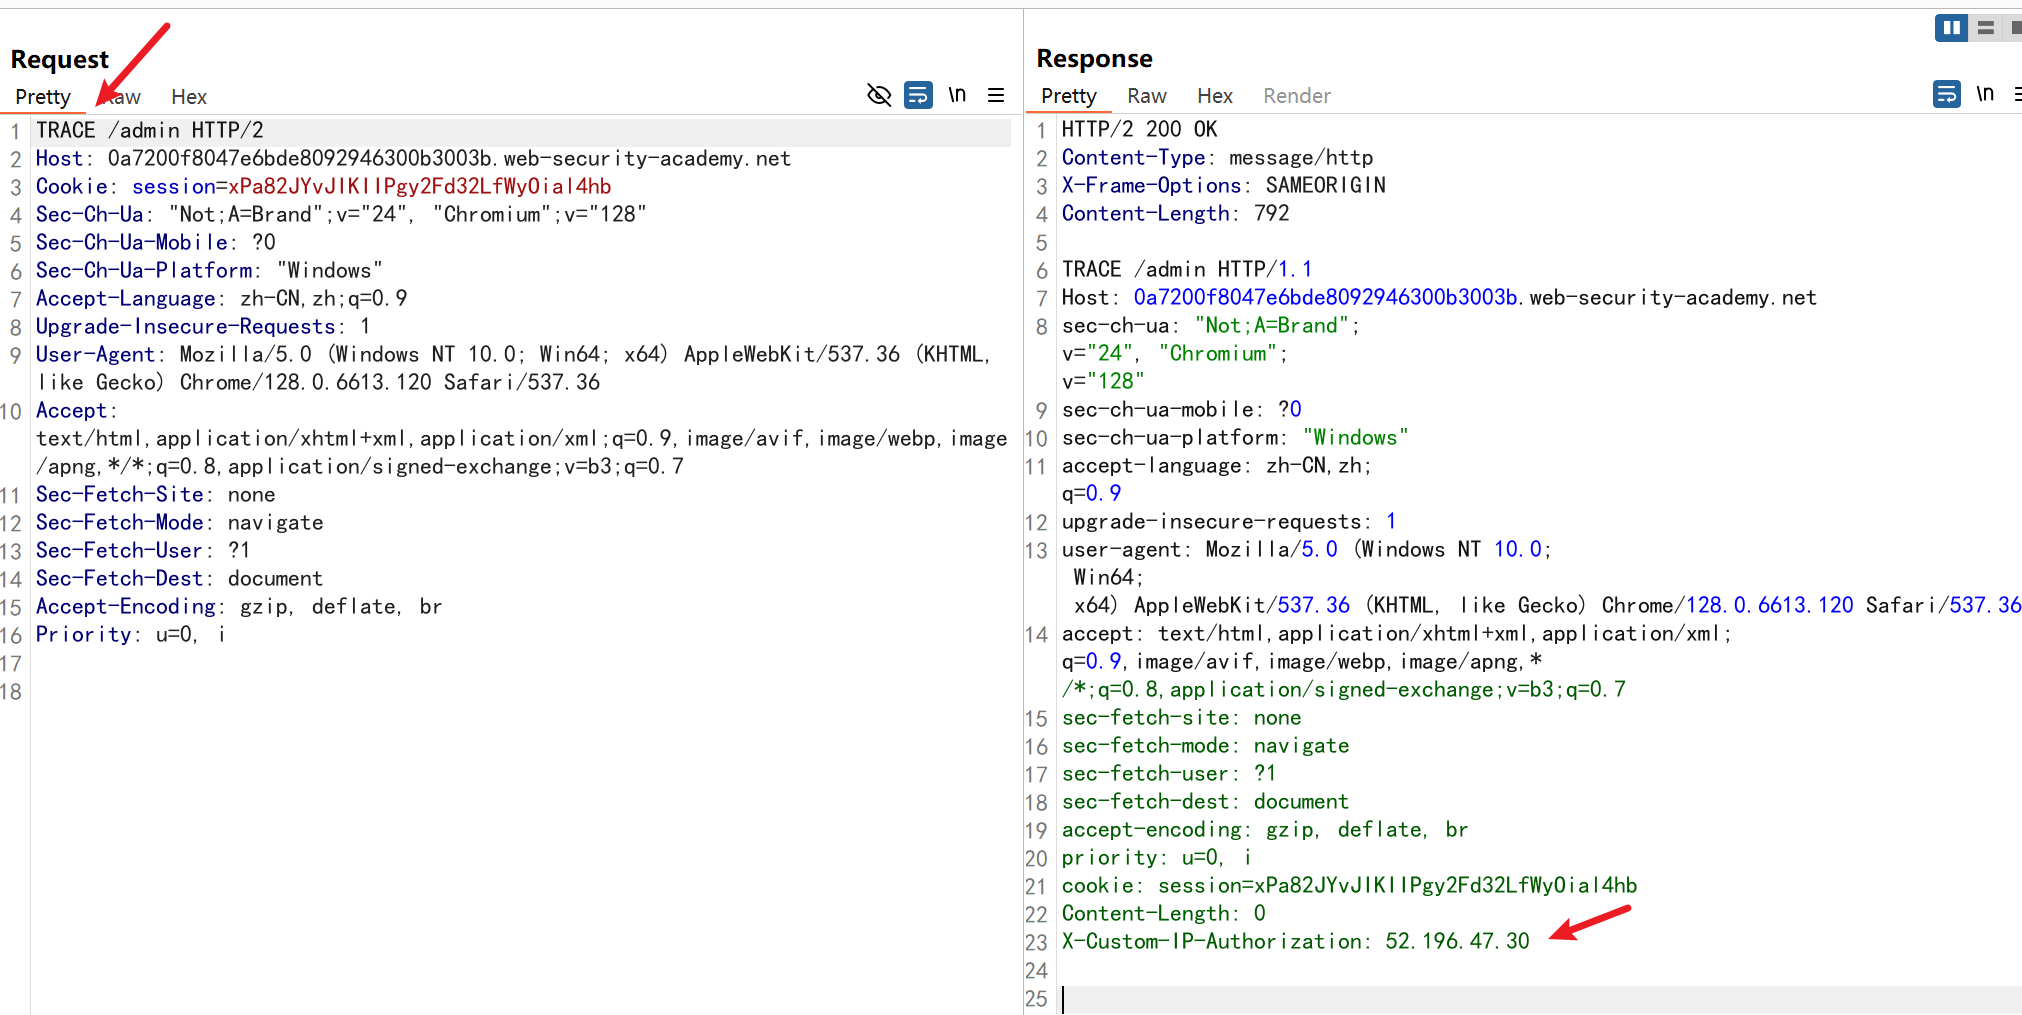 Request
Pretty
Hex
\n
1 TRACE /admin HTTP/2
2 Host: 0a7200f8047e6bde8092946300b3003b.web-security-academy.net
3 Cookie: session=xPa82JYvJIKIIPgy2Fd32LfWyOial4hb
4 Sec-Ch-Ua: "Not;A=Brand";v="24", "Chromium";v="128"
5 Sec-Ch-Ua-Mobile: ?0
6 Sec-Ch-Ua-Platform: "Windows"
7 Accept-Language: zh-CN,zh;q=0.9
8 Upgrade-Insecure-Requests: 1
9 User-Agent: Mozilla/5.0 (Windows NT 10.0; Win64; x64) AppleWebKit/537.36 (KHTML,
like Gecko) Chrome/128.0.6613.120 Safari/537.36
10 Accept:
text/html,application/xhtml+xml,application/xml;q=0.9,image/avif,image/webp,image
/apng,*/*;q=0.8,application/signed-exchange;v=b3;q=0.7
11 Sec-Fetch-Site: none
12 Sec-Fetch-Mode: navigate
13 Sec-Fetch-User: ?1
14 Sec-Fetch-Dest: document
15 Accept-Encoding: gzip, deflate, br
16 Priority: u=0, i
17
18
Response
Pretty
Raw
Hex
Render
\n
1 HTTP/2 200 OK
2 Content-Type: message/http
3 X-Frame-Options: SAMEORIGIN
4 Content-Length: 792
5
6 TRACE /admin HTTP/1.1
7 Host: 0a7200f8047e6bde8092946300b3003b.web-security-academy.net
8 sec-ch-ua: "Not;A=Brand";
v="24", "Chromium";
v="128"
9 sec-ch-ua-mobile: ?0
10 sec-ch-ua-platform: "Windows"
11 accept-language: zh-CN,zh;
q=0.9
12 upgrade-insecure-requests: 1
13 user-agent: Mozilla/5.0 (Windows NT 10.0;
Win64;
x64) AppleWebKit/537.36 (KHTML, like Gecko) Chrome/128.0.6613.120 Safari/537.36
14 accept: text/html,application/xhtml+xml,application/xml;
q=0.9,image/avif,image/webp,image/apng,*
/*;q=0.8,application/signed-exchange;v=b3;q=0.7
15 sec-fetch-site: none
16 sec-fetch-mode: navigate
17 sec-fetch-user: ?1
18 sec-fetch-dest: document
19 accept-encoding: gzip, deflate, br
20 priority: u=0, i
21 cookie: session=xPa82JYvJIKIIPgy2Fd32LfWyOial4hb
22 Content-Length: 0
23 X-Custom-IP-Authorization: 52.196.47.30
24
25